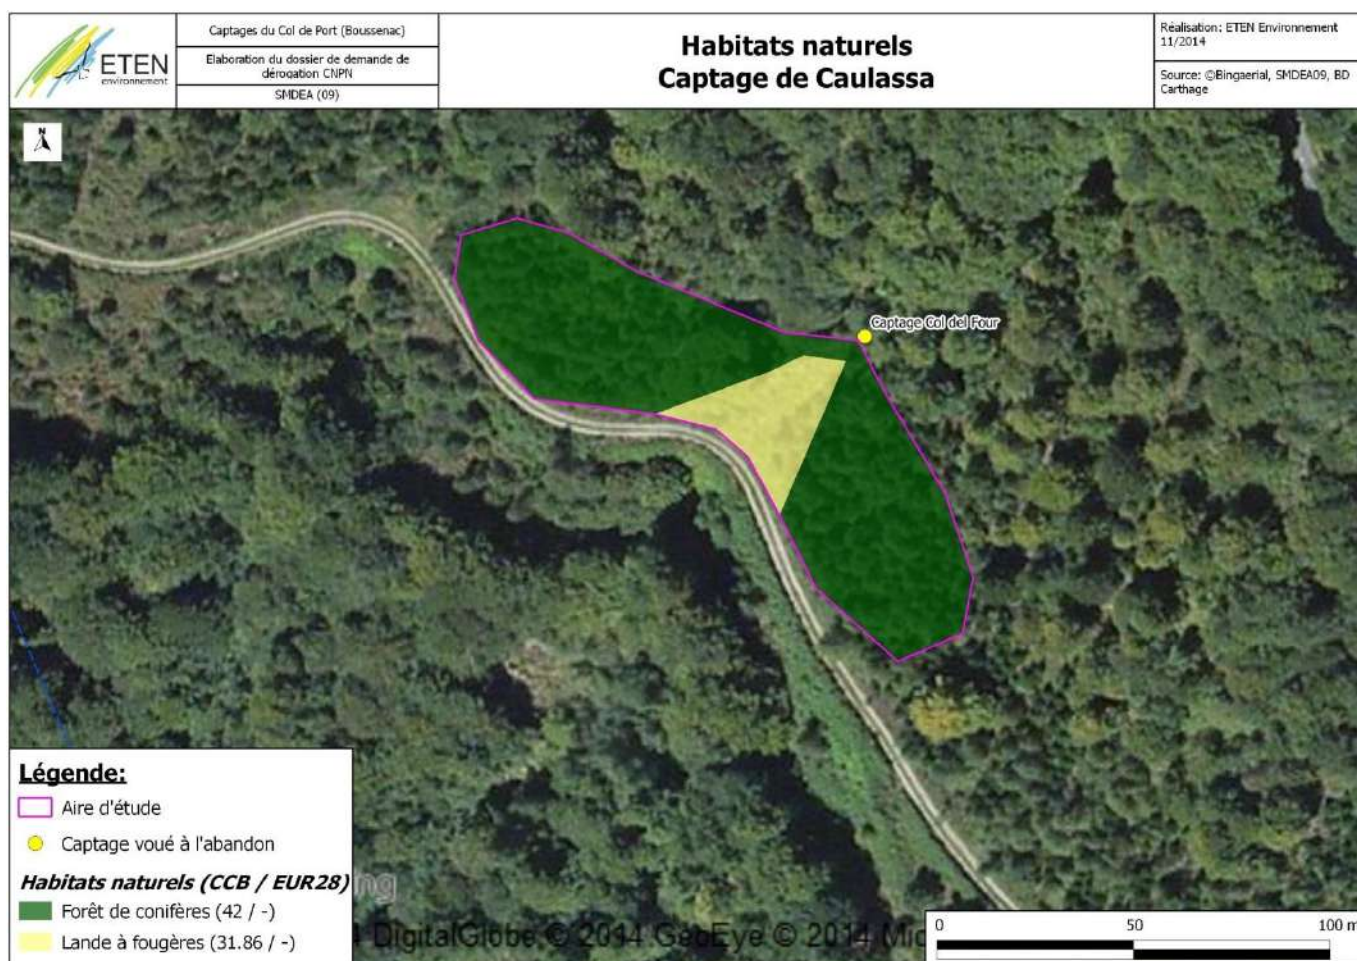 ETEN
environnement
Captages du Col de Port (Boussenac)
Elaboration du dossier de demande de
dérogation CNPN
SMDEA (09)
Habitats naturels
Captage de Caulassa
Réalisation: ETEN Environnement
11/2014
Source: ©Bingaerial, SMDEA09, BD
Carthage
N
Captage Col del Four
Légende:
Aire d'étude
Captage voué à l'abandon
Habitats naturels (CCB / EUR28)
Forêt de conifères (42 / -)
Lande à fougères (31.86 / -)
ng
DigitalGlobe © 2014 GeoEye © 2014 Mic
0 50 100 m